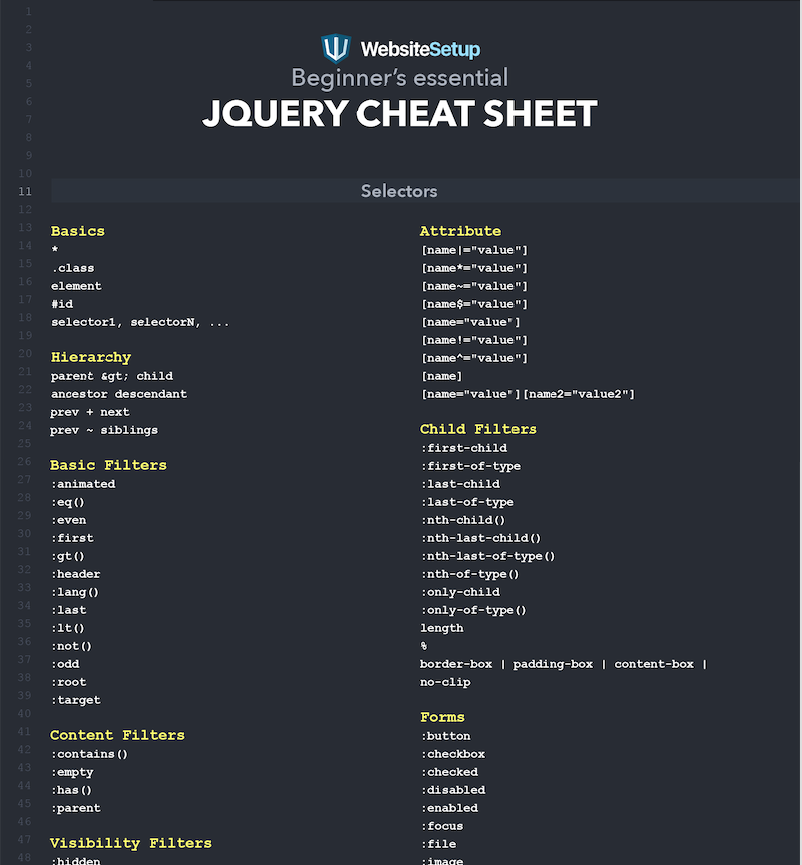 WebsiteSetup
Beginner’s essential
JQUERY CHEAT SHEET
Selectors
Basics
*
.class
element
#id
selector1, selectorN, ...
Hierarchy
parent &gt; child
ancestor descendant
prev + next
prev ~ siblings
Basic Filters
:animated
:eq()
:even
:first
:gt()
:header
:lang()
:last
:lt()
:not()
:odd
:root
:target
Content Filters
:contains()
:empty
:has()
:parent
Visibility Filters
:hidden
Attribute
[name|="value"]
[name*="value"]
[name~="value"]
[name$="value"]
[name="value"]
[name!="value"]
[name^="value"]
[name]
[name="value"][name2="value2"]
Child Filters
:first-child
:first-of-type
:last-child
:last-of-type
:nth-child()
:nth-last-child()
:nth-last-of-type()
:nth-of-type()
:only-child
:only-of-type()
length
%
border-box | padding-box | content-box |
no-clip
Forms
:button
:checkbox
:checked
:disabled
:enabled
:focus
:file
:image
1
2
3
4
5
6
7
8
9
10
11
12
13
14
15
16
17
18
19
20
21
22
23
24
25
26
27
28
29
30
31
32
33
34
35
36
37
38
39
40
41
42
43
44
45
46
47
48